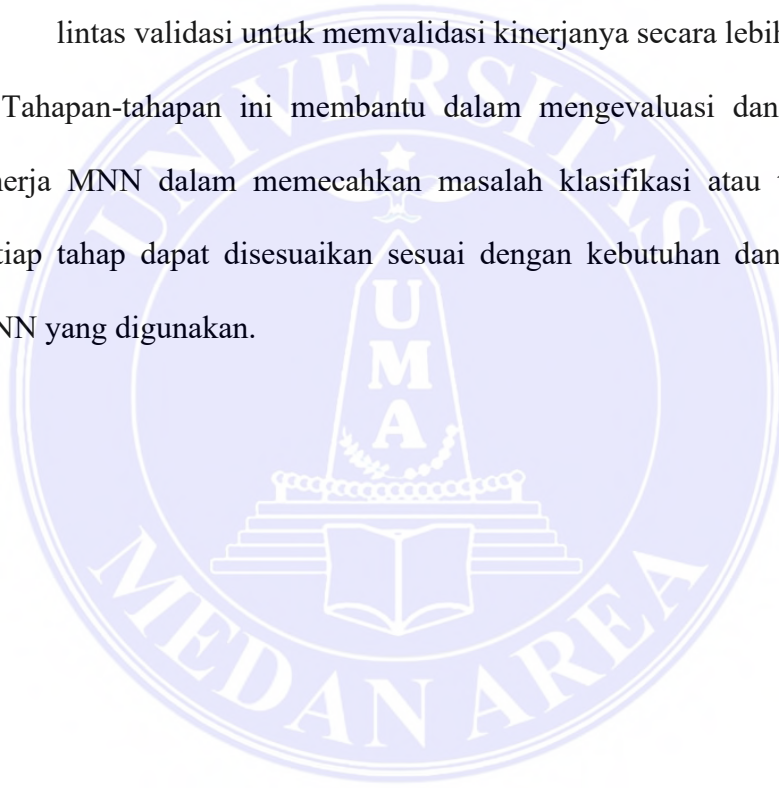 lintas validasi untuk memvalidasi kinerjanya secara lebih
Tahapan-tahapan ini membantu dalam mengevaluasi dan
nerja MNN dalam memecahkan masalah klasifikasi atau
tiap tahap dapat disesuaikan sesuai dengan kebutuhan dan
NN yang digunakan.
UNIVERSITAS
UMA
MEDAN AREA